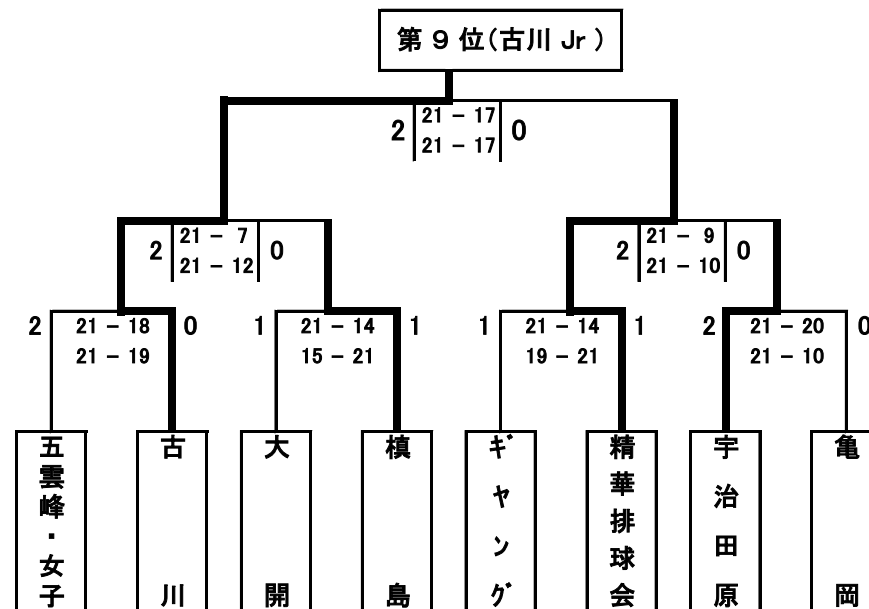 第 9 位(古川 Jr )
2 21 - 17 0
21 - 17
2 21 - 7 0
21 - 12
2 21 - 9 0
21 - 10
2 21 - 18 0
21 - 19
1 21 - 14 1
15 - 21
1 21 - 14 1
19 - 21
2 21 - 20 0
21 - 10
五雲峰・女子
古川
大開
槙島
ギャング
精華排球会
宇治田原
亀岡